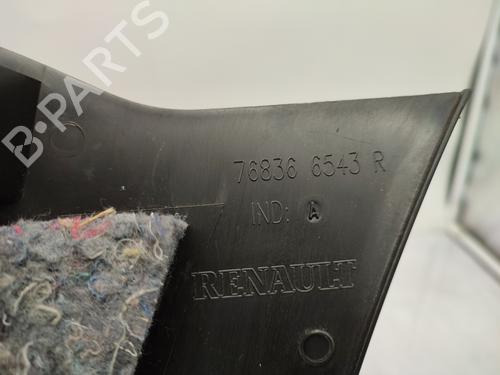 B-PARTS
76836 6543 R
IND: A
RENAULT